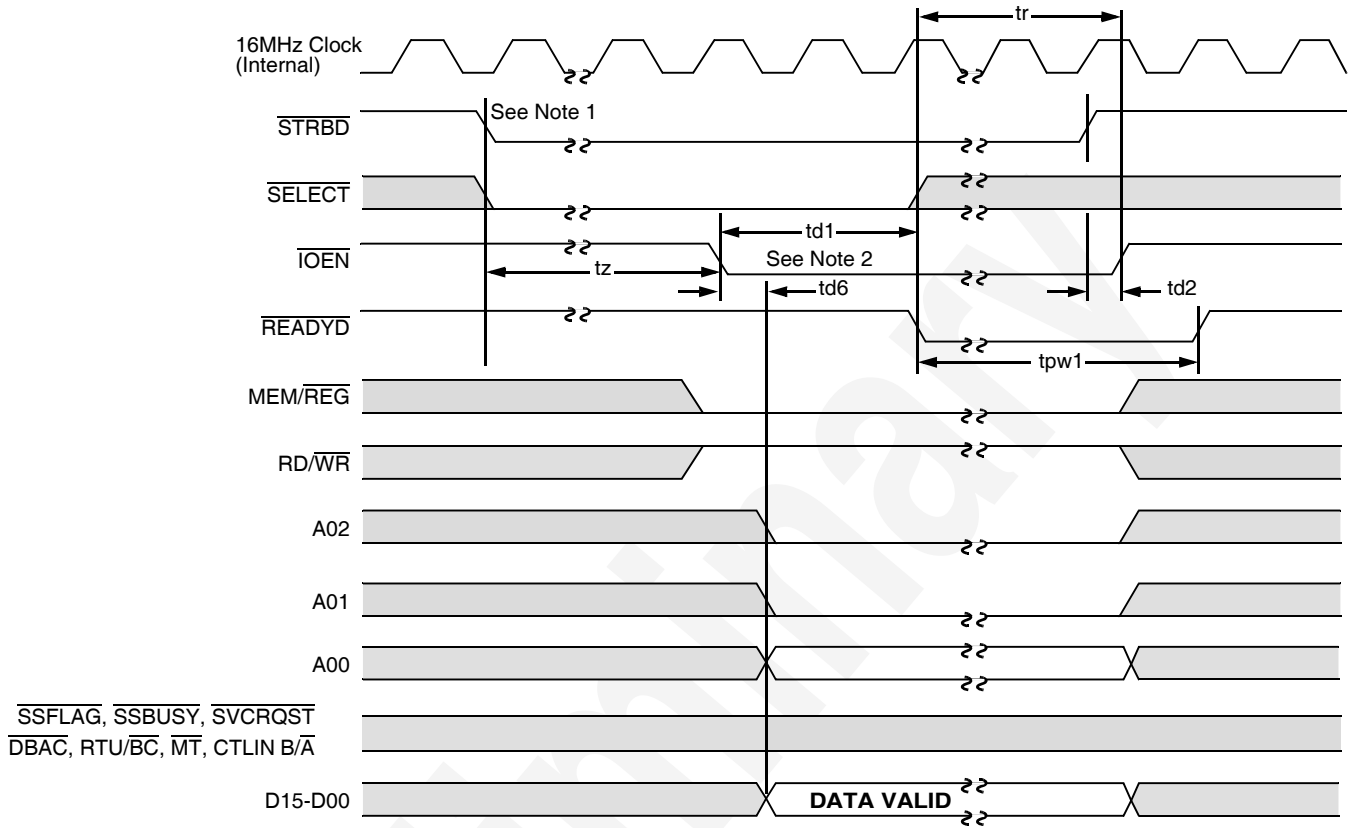 tr
16MHz Clock
(Internal)
STRBD
See Note 1
SELECT
td1
IOEN
See Note 2
tz
td6
td2
READYD
tpw1
MEM/REG
RD/WR
A02
A01
A00
SSFLAG, SSBUSY, SVCRQST
DBAC, RTU/BC, MT, CTLIN B/A
D15-D00
DATA VALID